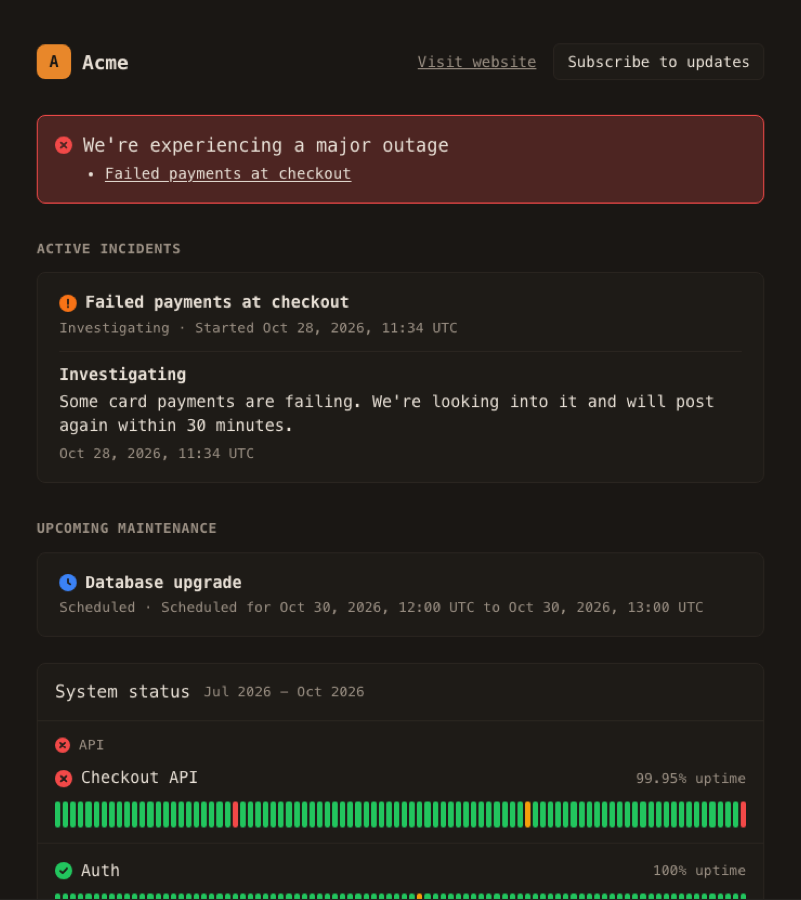 A Acme Visit website Subscribe to updates
We're experiencing a major outage
• Failed payments at checkout
ACTIVE INCIDENTS
Failed payments at checkout
Investigating · Started Oct 28, 2026, 11:34 UTC
Investigating
Some card payments are failing. We're looking into it and will post
again within 30 minutes.
Oct 28, 2026, 11:34 UTC
UPCOMING MAINTENANCE
Database upgrade
Scheduled · Scheduled for Oct 30, 2026, 12:00 UTC to Oct 30, 2026, 13:00 UTC
System status Jul 2026 – Oct 2026
API
Checkout API 99.95% uptime
Auth 100% uptime